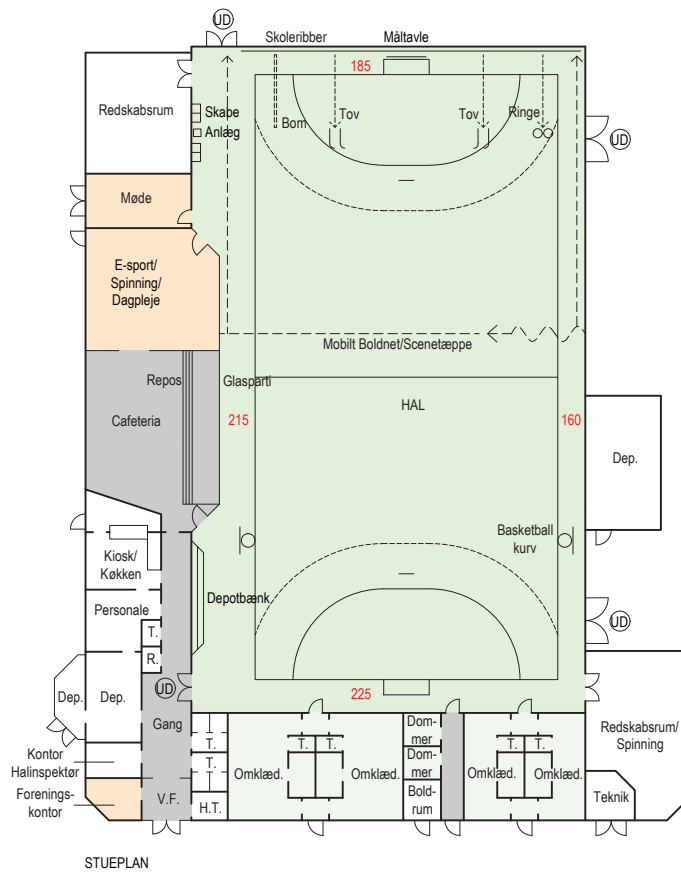 UD
Skoleribber
Måltavle
185
Redskabsrum
Skabe
Anlæg
Bom
Tov
Tov
Ringe
UD
Møde
E-sport/
Spinning/
Dagpleje
Mobilt Boldnet/Scenetæppe
Repos
Glasparti
Cafeteria
HAL
215
160
Dep.
Basketball
kurv
Kiosk/
Køkken
Depotbænk
Personale
T.
R.
UD
UD
Dep.
Dep.
225
Gang
T.
T.
T.
Dom-
mer
T.
T.
Redskabsrum/
Spinning
Kontor
Halinspektør
T.
Omklæd.
Omklæd.
Dom-
mer
Omklæd.
Omklæd.
Forenings-
kontor
V.F.
H.T.
Bold-
rum
Teknik
STUEPLAN